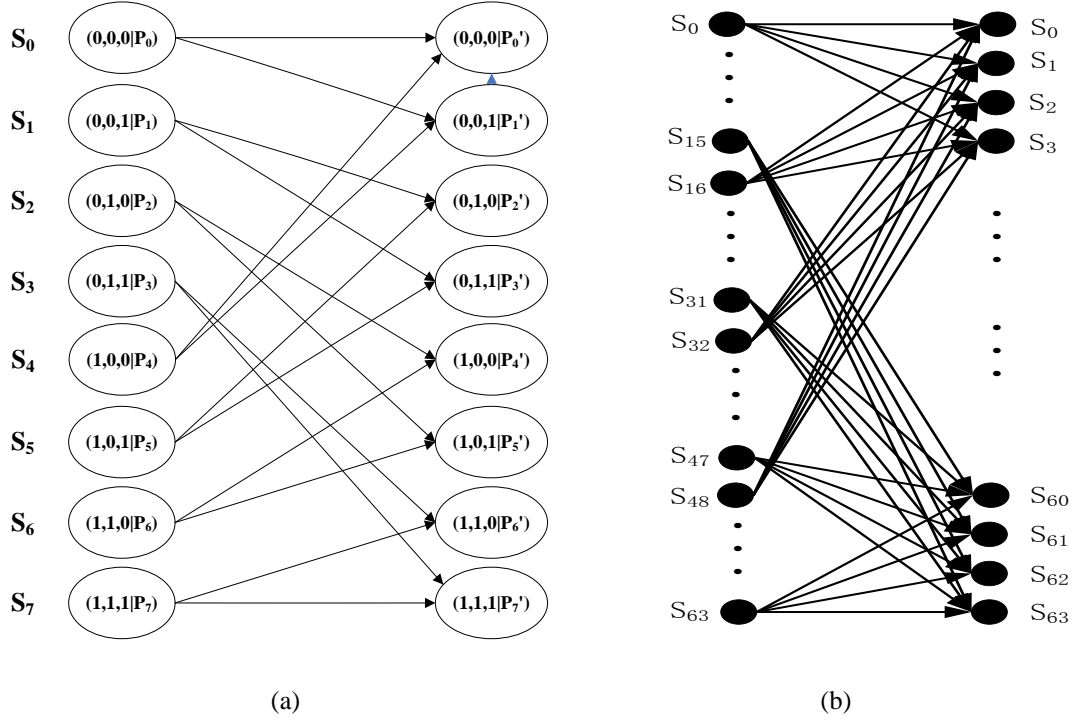 S₀ (0,0,0|P₀) (0,0,0|P₀')
S₁ (0,0,1|P₁) (0,0,1|P₁')
S₂ (0,1,0|P₂) (0,1,0|P₂')
S₃ (0,1,1|P₃) (0,1,1|P₃')
S₄ (1,0,0|P₄) (1,0,0|P₄')
S₅ (1,0,1|P₅) (1,0,1|P₅')
S₆ (1,1,0|P₆) (1,1,0|P₆')
S₇ (1,1,1|P₇) (1,1,1|P₇')
(a)
S₀ S₀
S₁
S₂
S₁₅ S₃
S₁₆
S₃₁
S₃₂
S₄₇
S₄₈ S₆₀
S₆₁
S₆₂
S₆₃ S₆₃
(b)